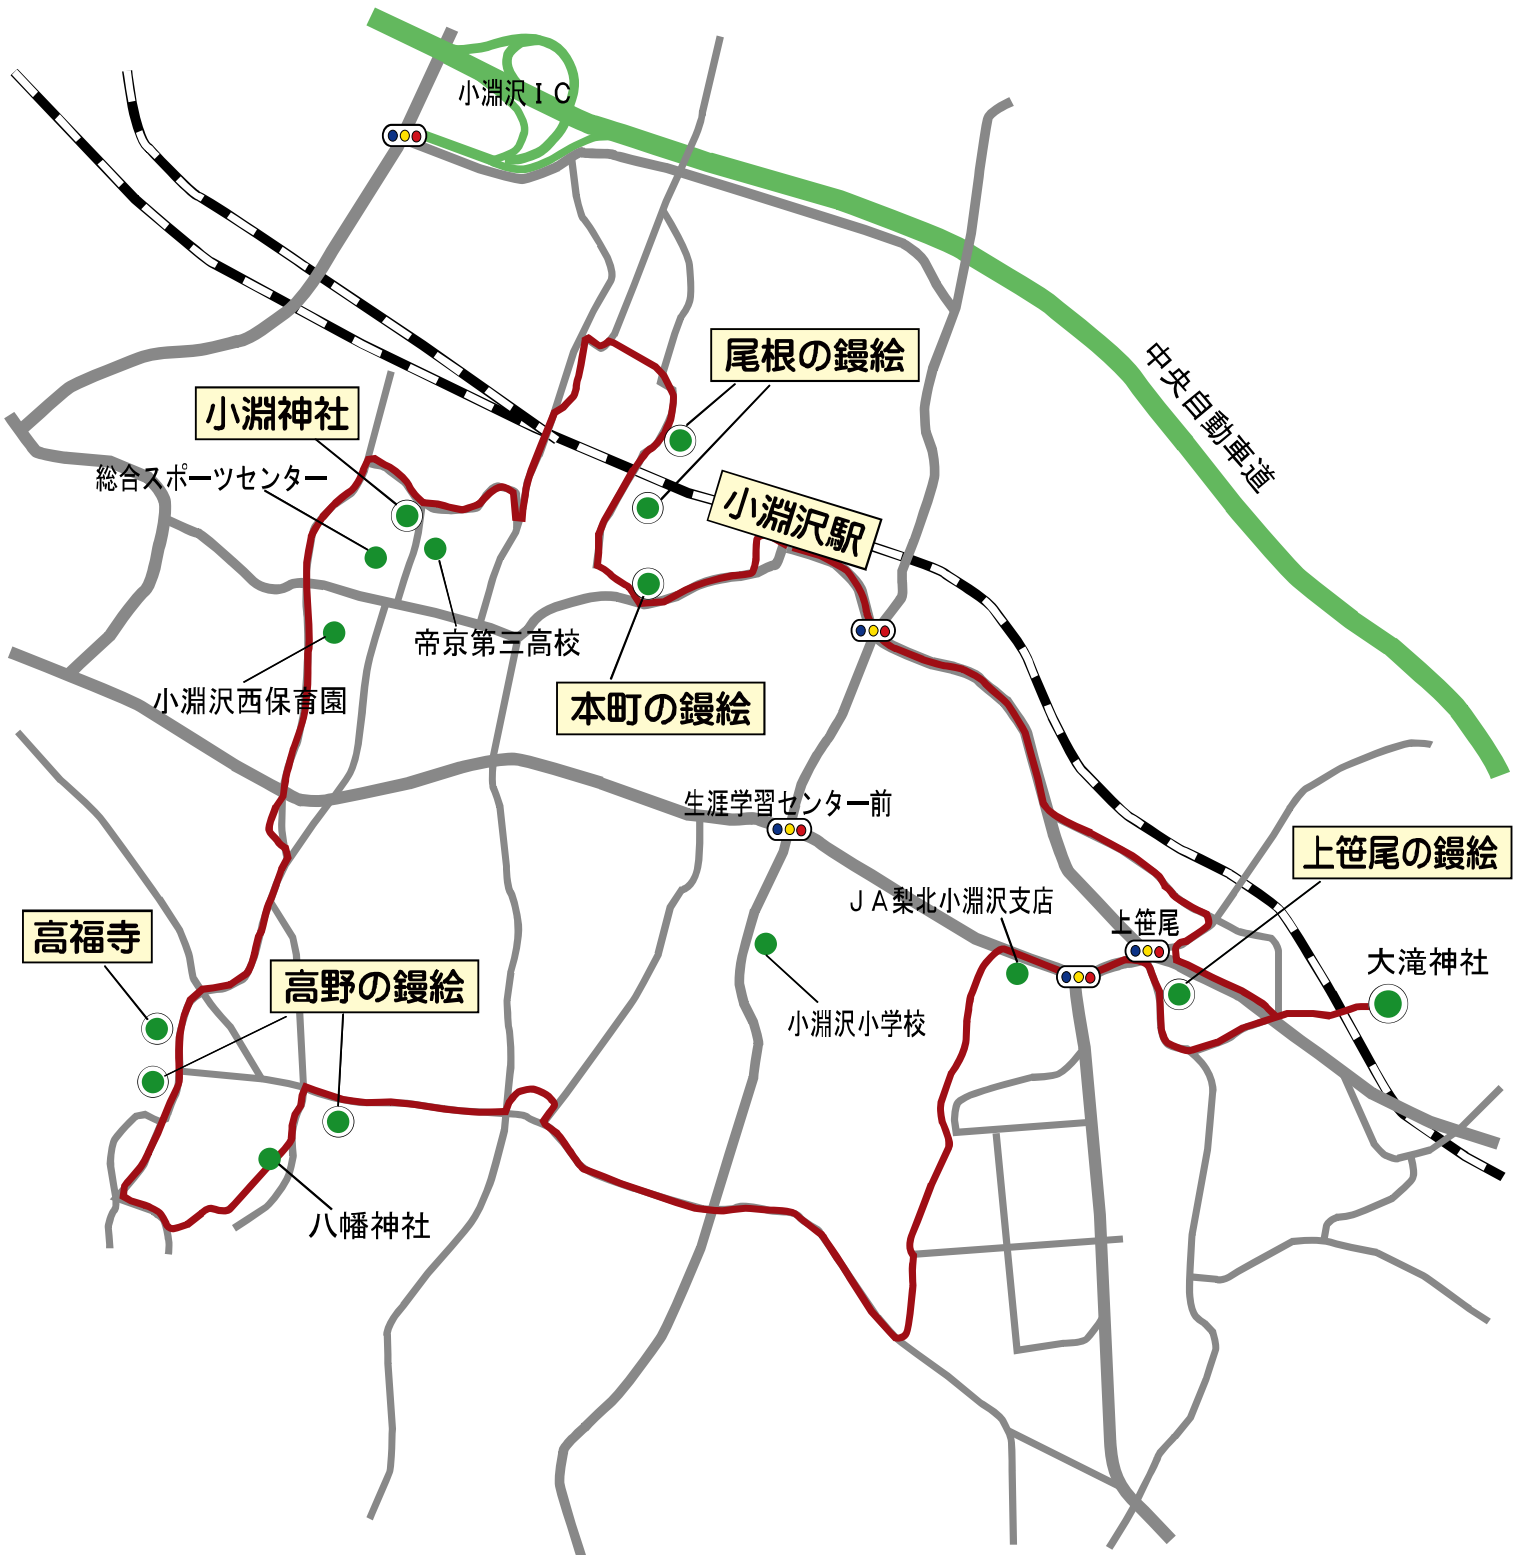 小淵沢ＩＣ
中央自動車道
尾根の鏝絵
小淵神社
総合スポーツセンター
小淵沢駅
帝京第三高校
小淵沢西保育園
本町の鏝絵
生涯学習センター前
上笹尾の鏝絵
ＪＡ梨北小淵沢支店
上笹尾
高福寺
大滝神社
高野の鏝絵
小淵沢小学校
八幡神社